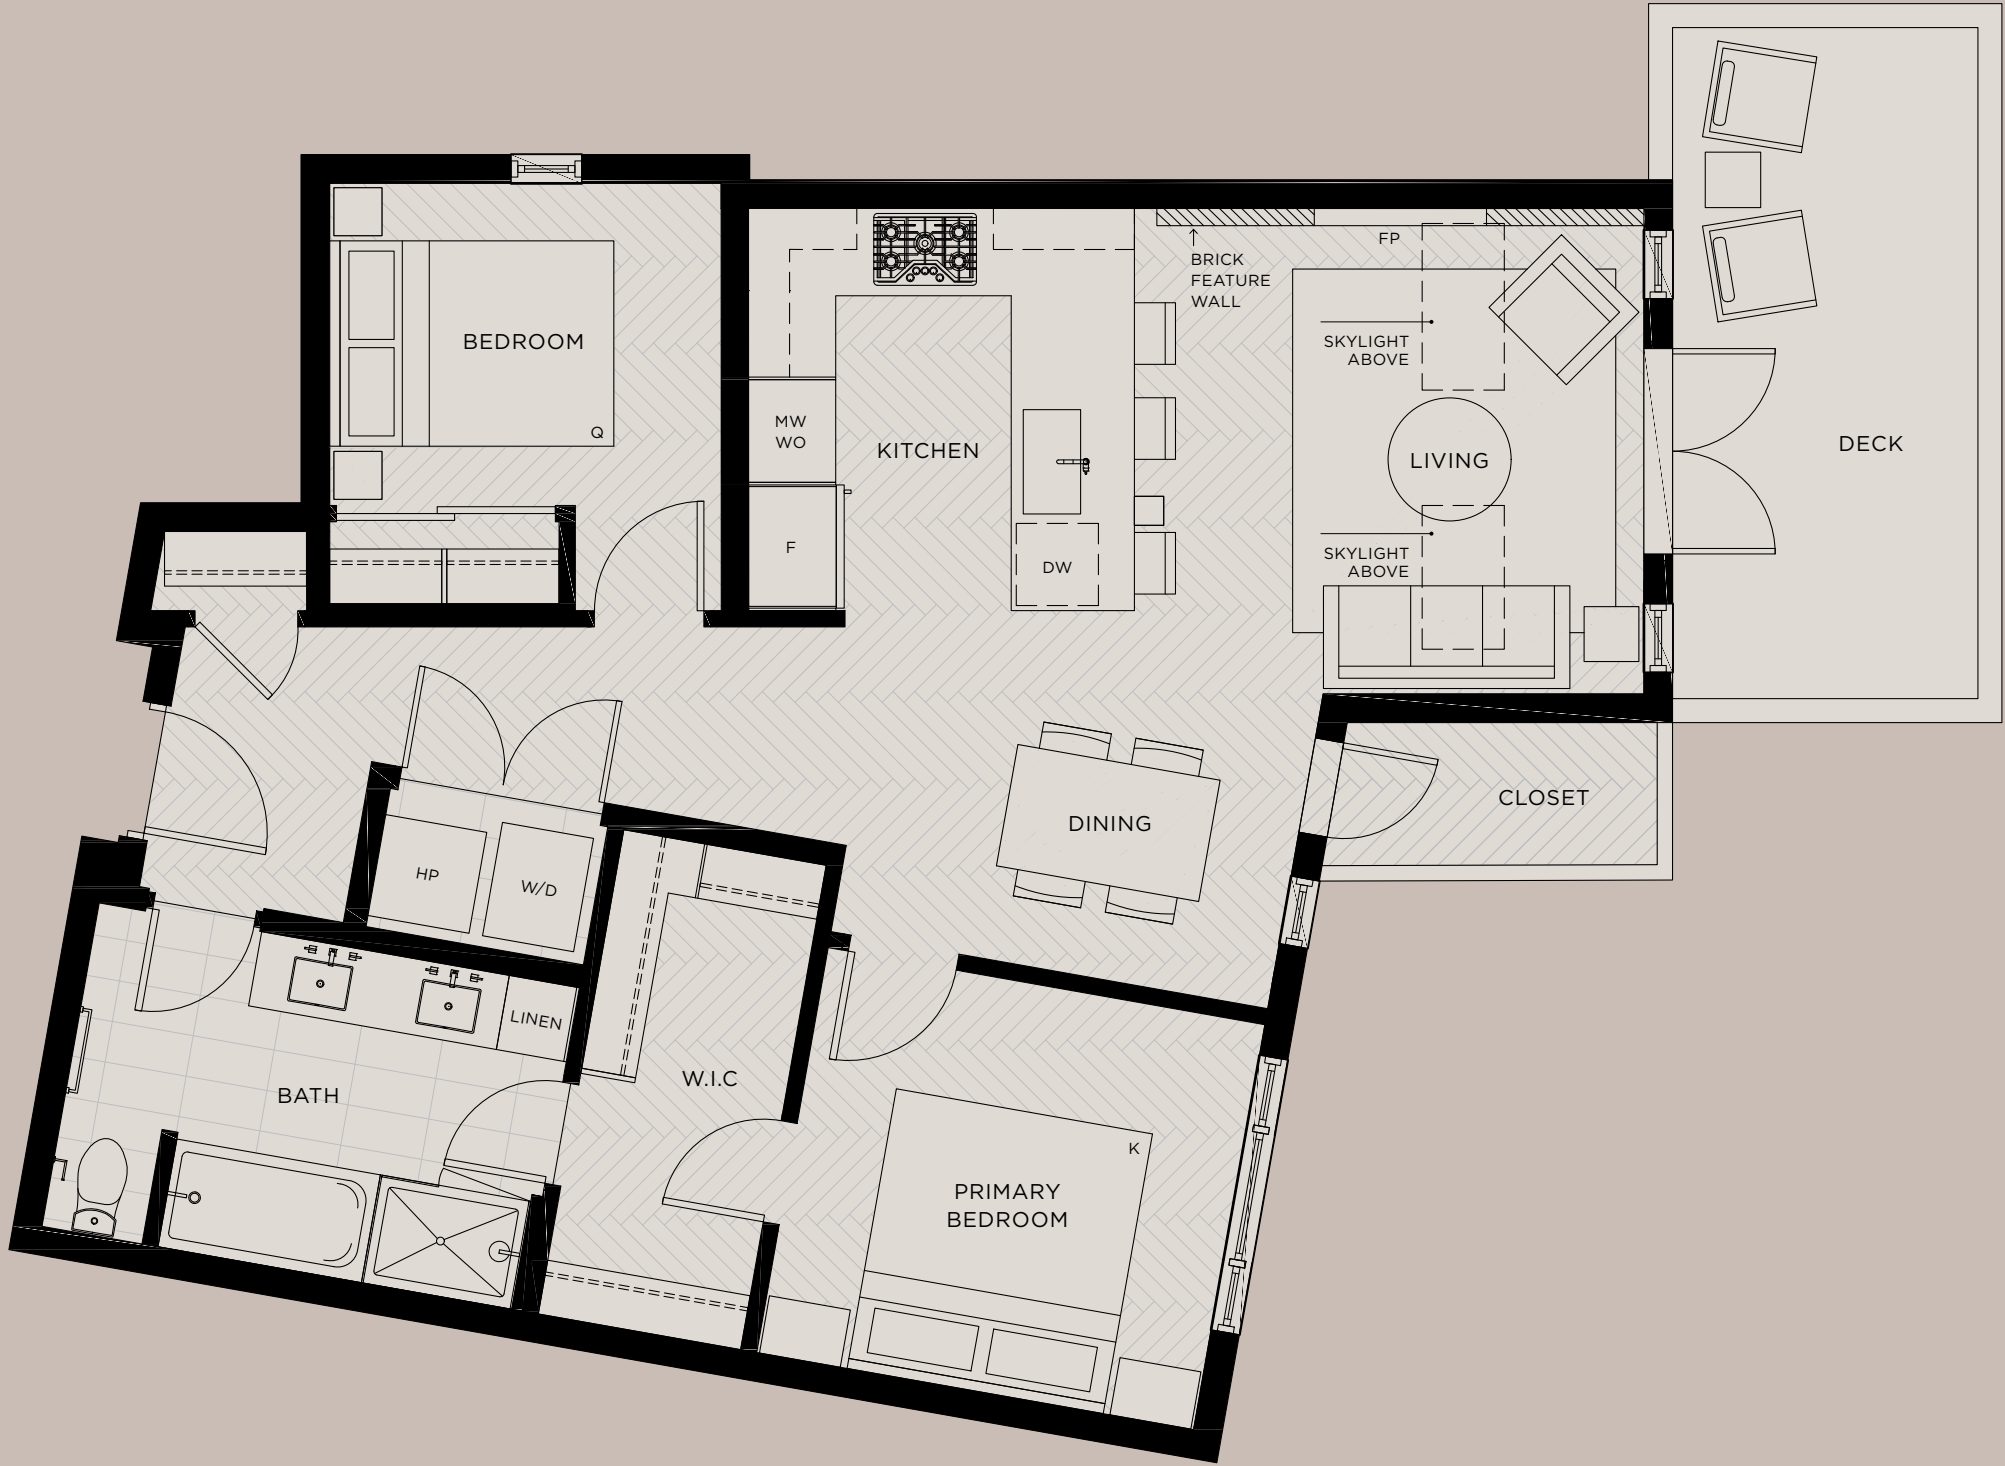 BRICK
FEATURE
WALL
FP
BEDROOM
SKYLIGHT
ABOVE
Q
MW
WO
KITCHEN
LIVING
DECK
F
DW
SKYLIGHT
ABOVE
CLOSET
DINING
HP
W/D
LINEN
W.I.C
BATH
K
PRIMARY
BEDROOM